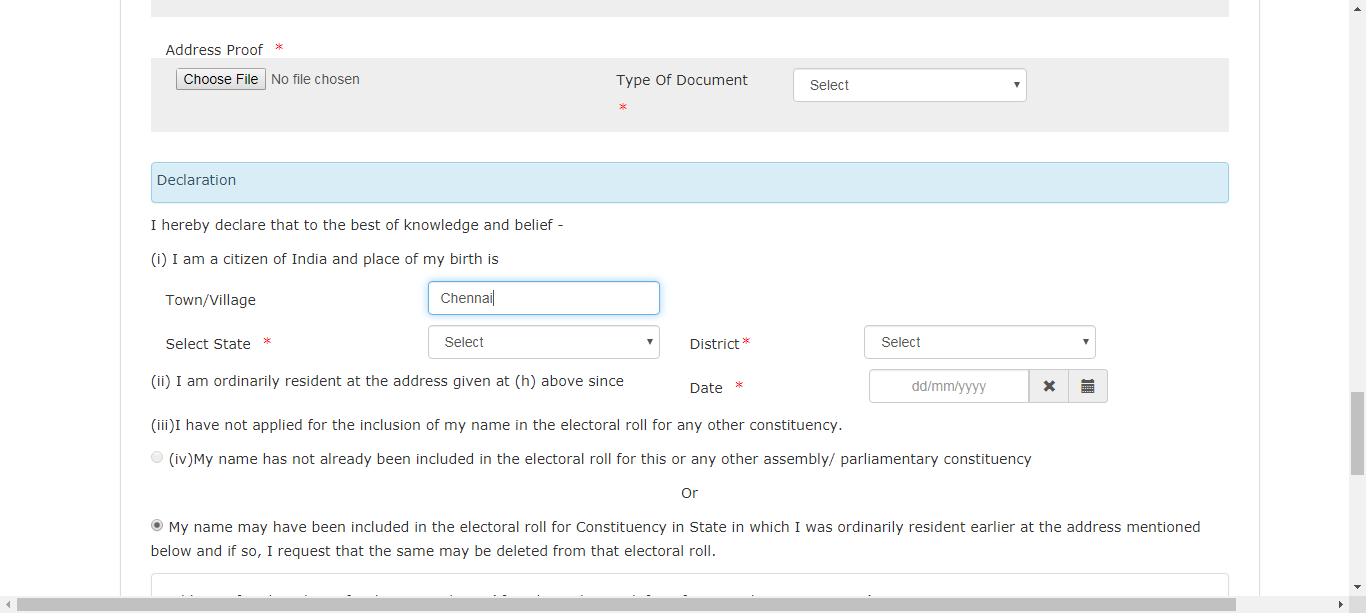 Address Proof *
Choose File No file chosen
Type Of Document * Select
Declaration
I hereby declare that to the best of knowledge and belief -
(i) I am a citizen of India and place of my birth is
Town/Village Chennai
Select State * Select District* Select
(ii) I am ordinarily resident at the address given at (h) above since Date * dd/mm/yyyy
(iii)I have not applied for the inclusion of my name in the electoral roll for any other constituency.
(iv)My name has not already been included in the electoral roll for this or any other assembly/ parliamentary constituency
Or
My name may have been included in the electoral roll for Constituency in State in which I was ordinarily resident earlier at the address mentioned
below and if so, I request that the same may be deleted from that electoral roll.